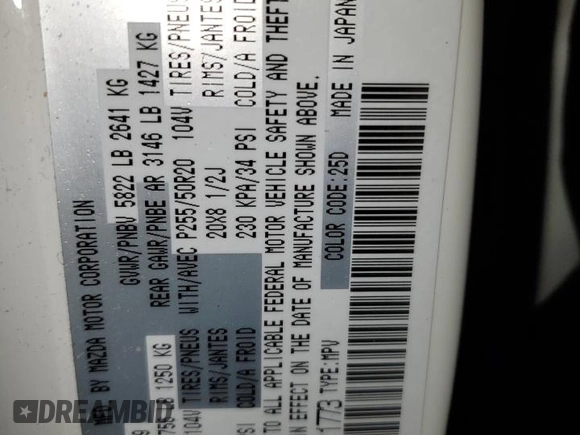 MFD. BY MAZDA MOTOR CORPORATION
GVWR/PNBV 5822 LB 2641 KG
REAR GAWR/PNBE AR 3146 LB 1427 KG
1250 KG WITH/AVEC P255/50R20 104V TIRES/PNEUS
104V TIRES/PNEUS 20X8 1/2J RIMS/JANTES
RIMS/JANTES 230 KPA/34 PSI COLD/A FROID
PSI COLD/A FROID
TO ALL APPLICABLE FEDERAL MOTOR VEHICLE SAFETY AND THEFT
IN EFFECT ON THE DATE OF MANUFACTURE SHOWN ABOVE.
1773 TYPE:MPV COLOR CODE:25D MADE IN JAPAN
DREAMBID